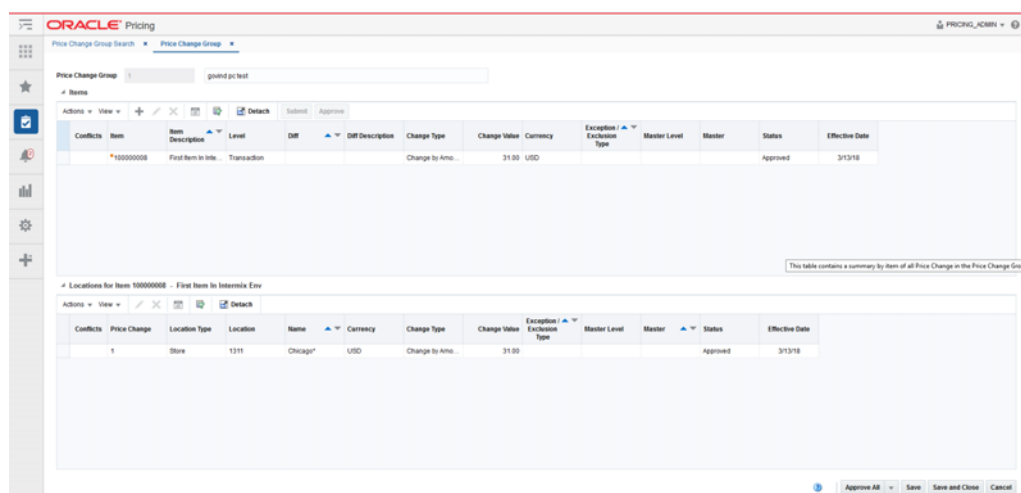 ORACLE® Pricing
PRICING_ADMIN
Price Change Group Search
Price Change Group
Price Change Group 1 govind pc test
Items
Actions View Detach Submit Approve
Conflicts Item Item Description Level Diff Diff Description Change Type Change Value Currency Exception / Exclusion Type Master Level Master Status Effective Date
*100000008 First Item In Inte... Transaction Change by Amo... 31.00 USD Approved 3/13/18
This table contains a summary by item of all Price Change in the Price Change Gro
Locations for Item 100000008 - First Item In Intermix Env
Actions View Detach
Conflicts Price Change Location Type Location Name Currency Change Type Change Value Exception / Exclusion Type Master Level Master Status Effective Date
1 Store 1311 Chicago* USD Change by Amo... 31.00 Approved 3/13/18
Approve All Save Save and Close Cancel